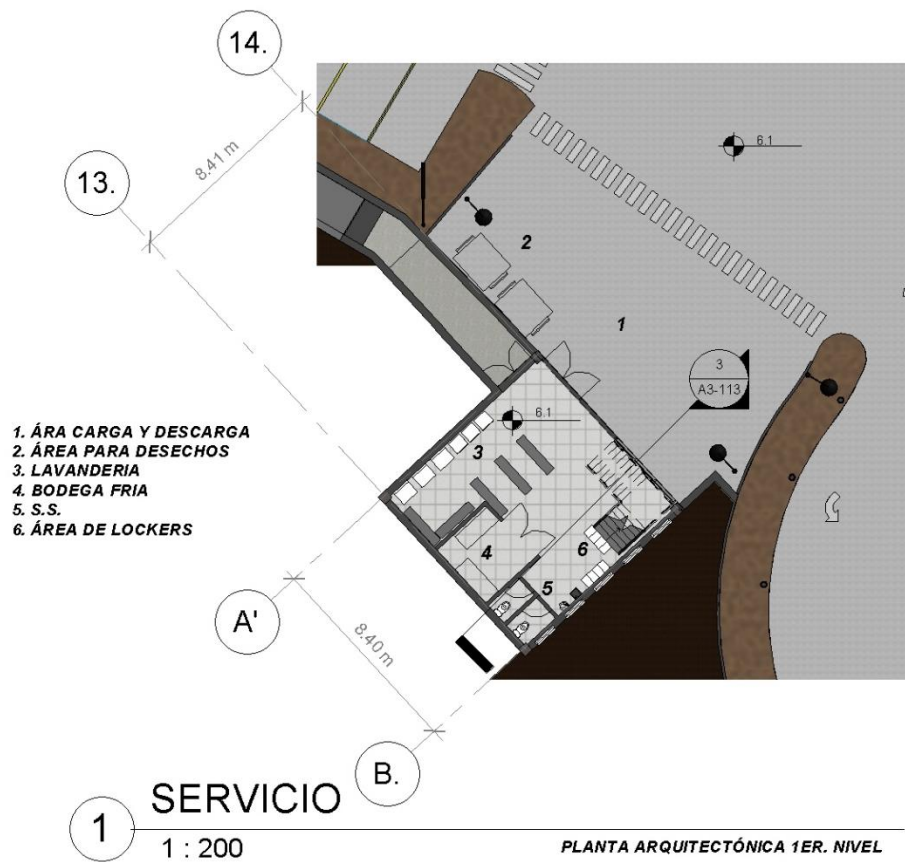 14.
8.41 m
13.
6.1
2
1
3
A3-113
6.1
3
1. ÁRA CARGA Y DESCARGA
2. ÁREA PARA DESECHOS
3. LAVANDERIA
4. BODEGA FRIA
5. S.S.
6. ÁREA DE LOCKERS
4
6
5
A'
8.40 m
B.
1
SERVICIO
1 : 200
PLANTA ARQUITECTÓNICA 1ER. NIVEL